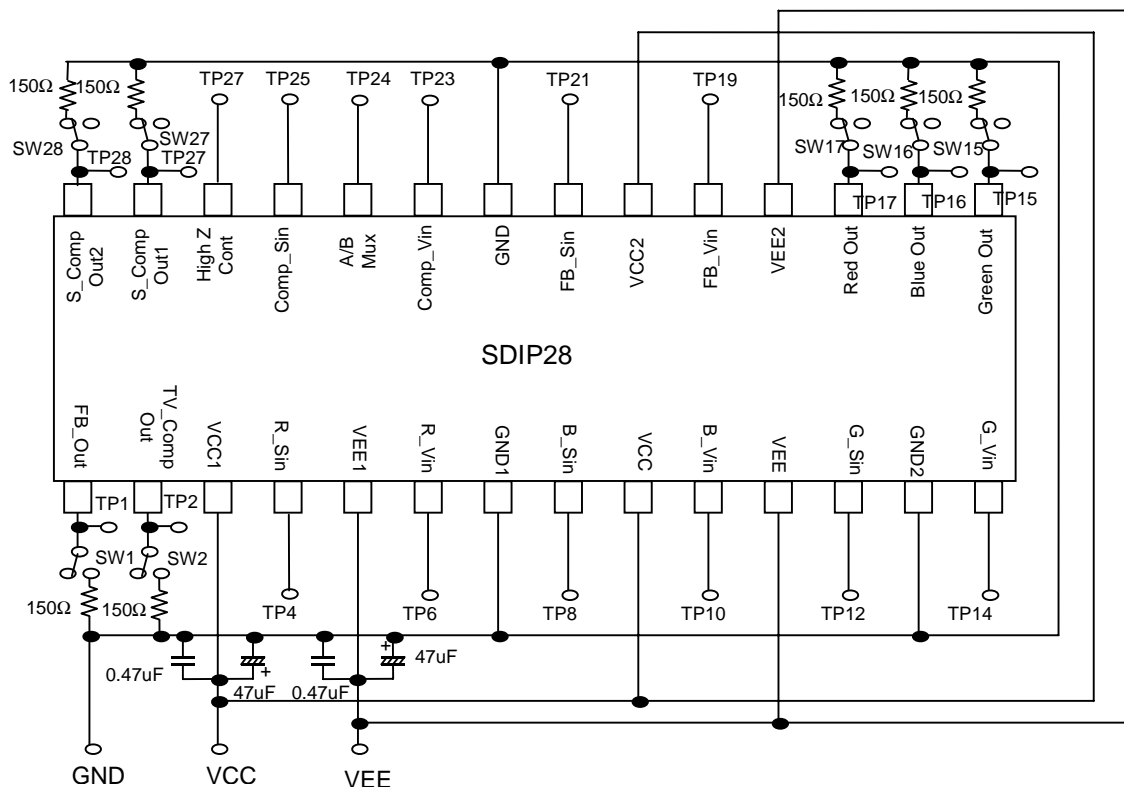 TP27 TP25 TP24 TP23 TP21 TP19
150Ω 150Ω 150Ω 150Ω 150Ω
SW28 SW27 SW17 SW16 SW15
TP28 TP27 TP17 TP16 TP15
S_Comp Out2
S_Comp Out1
High Z Cont
Comp_Sin
A/B Mux
Comp_Vin
GND
FB_Sin
VCC2
FB_Vin
VEE2
Red Out
Blue Out
Green Out
SDIP28
FB_Out
TV_Comp Out
VCC1
R_Sin
VEE1
R_Vin
GND1
B_Sin
VCC
B_Vin
VEE
G_Sin
GND2
G_Vin
TP1 TP2
SW1 SW2
150Ω 150Ω TP4 TP6 TP8 TP10 TP12 TP14
0.47uF + 47uF 0.47uF + 47uF
GND VCC VEE